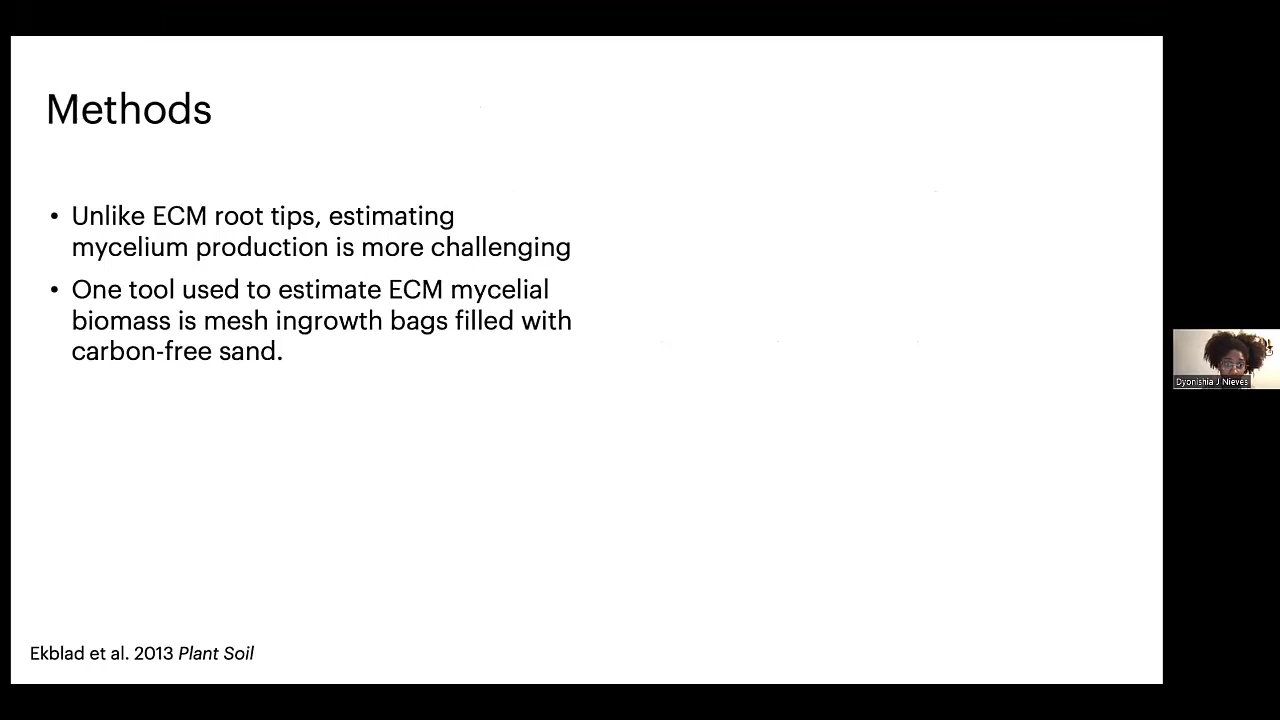 Methods
• Unlike ECM root tips, estimating
mycelium production is more challenging
• One tool used to estimate ECM mycelial
biomass is mesh ingrowth bags filled with
carbon-free sand.
Dyonishia J Nieves
Ekblad et al. 2013 Plant Soil